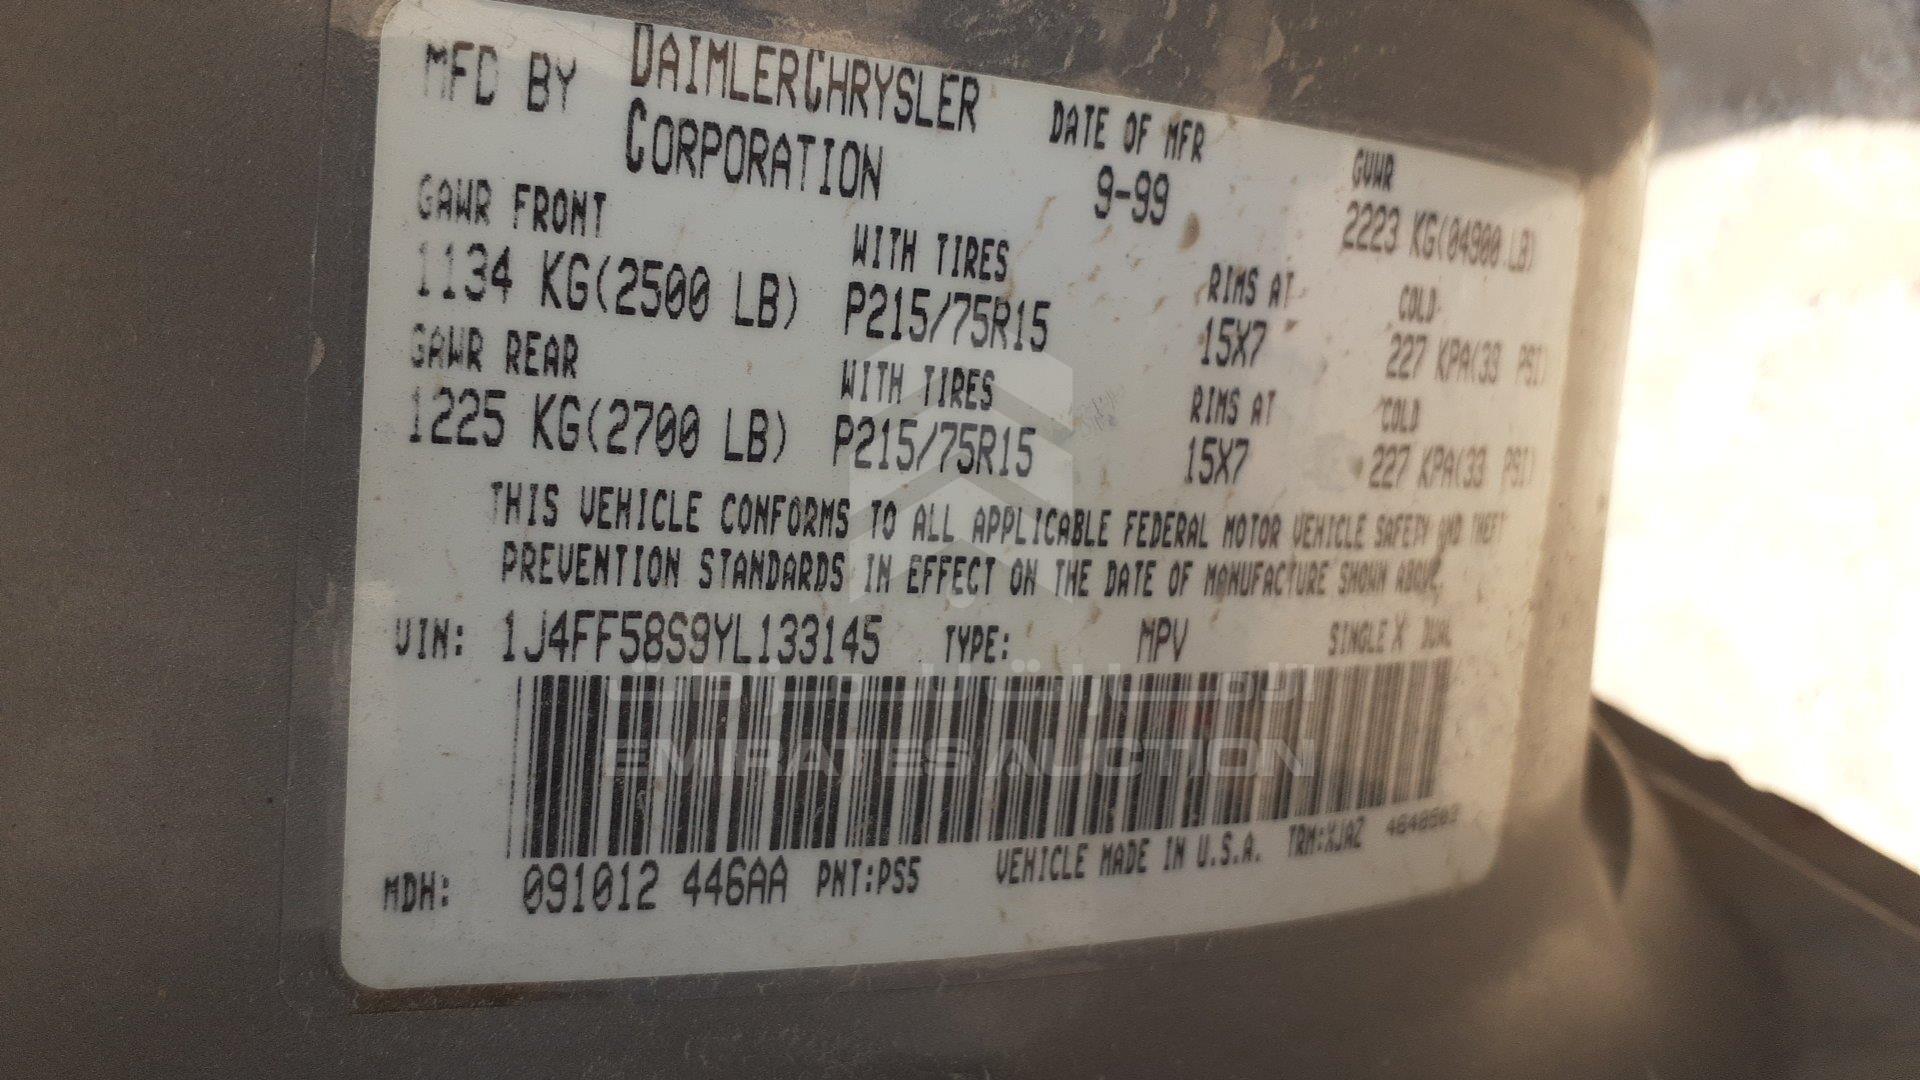 MFD BY DAIMLERCHRYSLER CORPORATION
DATE OF MFR 9-99
GVWR 2223 KG(04900 LB)
GAWR FRONT WITH TIRES RIMS AT COLD
1134 KG(2500 LB) P215/75R15 15X7 227 KPA(33 PSI)
GAWR REAR WITH TIRES RIMS AT COLD
1225 KG(2700 LB) P215/75R15 15X7 227 KPA(33 PSI)
THIS VEHICLE CONFORMS TO ALL APPLICABLE FEDERAL MOTOR VEHICLE SAFETY AND THEFT
PREVENTION STANDARDS IN EFFECT ON THE DATE OF MANUFACTURE SHOWN ABOVE.
VIN: 1J4FF58S9YL133145 TYPE: MPV SINGLE X DUAL
الإمارات للمزادات
EMIRATES AUCTION
MDH: 091012 446AA PNT:PS5 VEHICLE MADE IN U.S.A. TRM:XJAZ